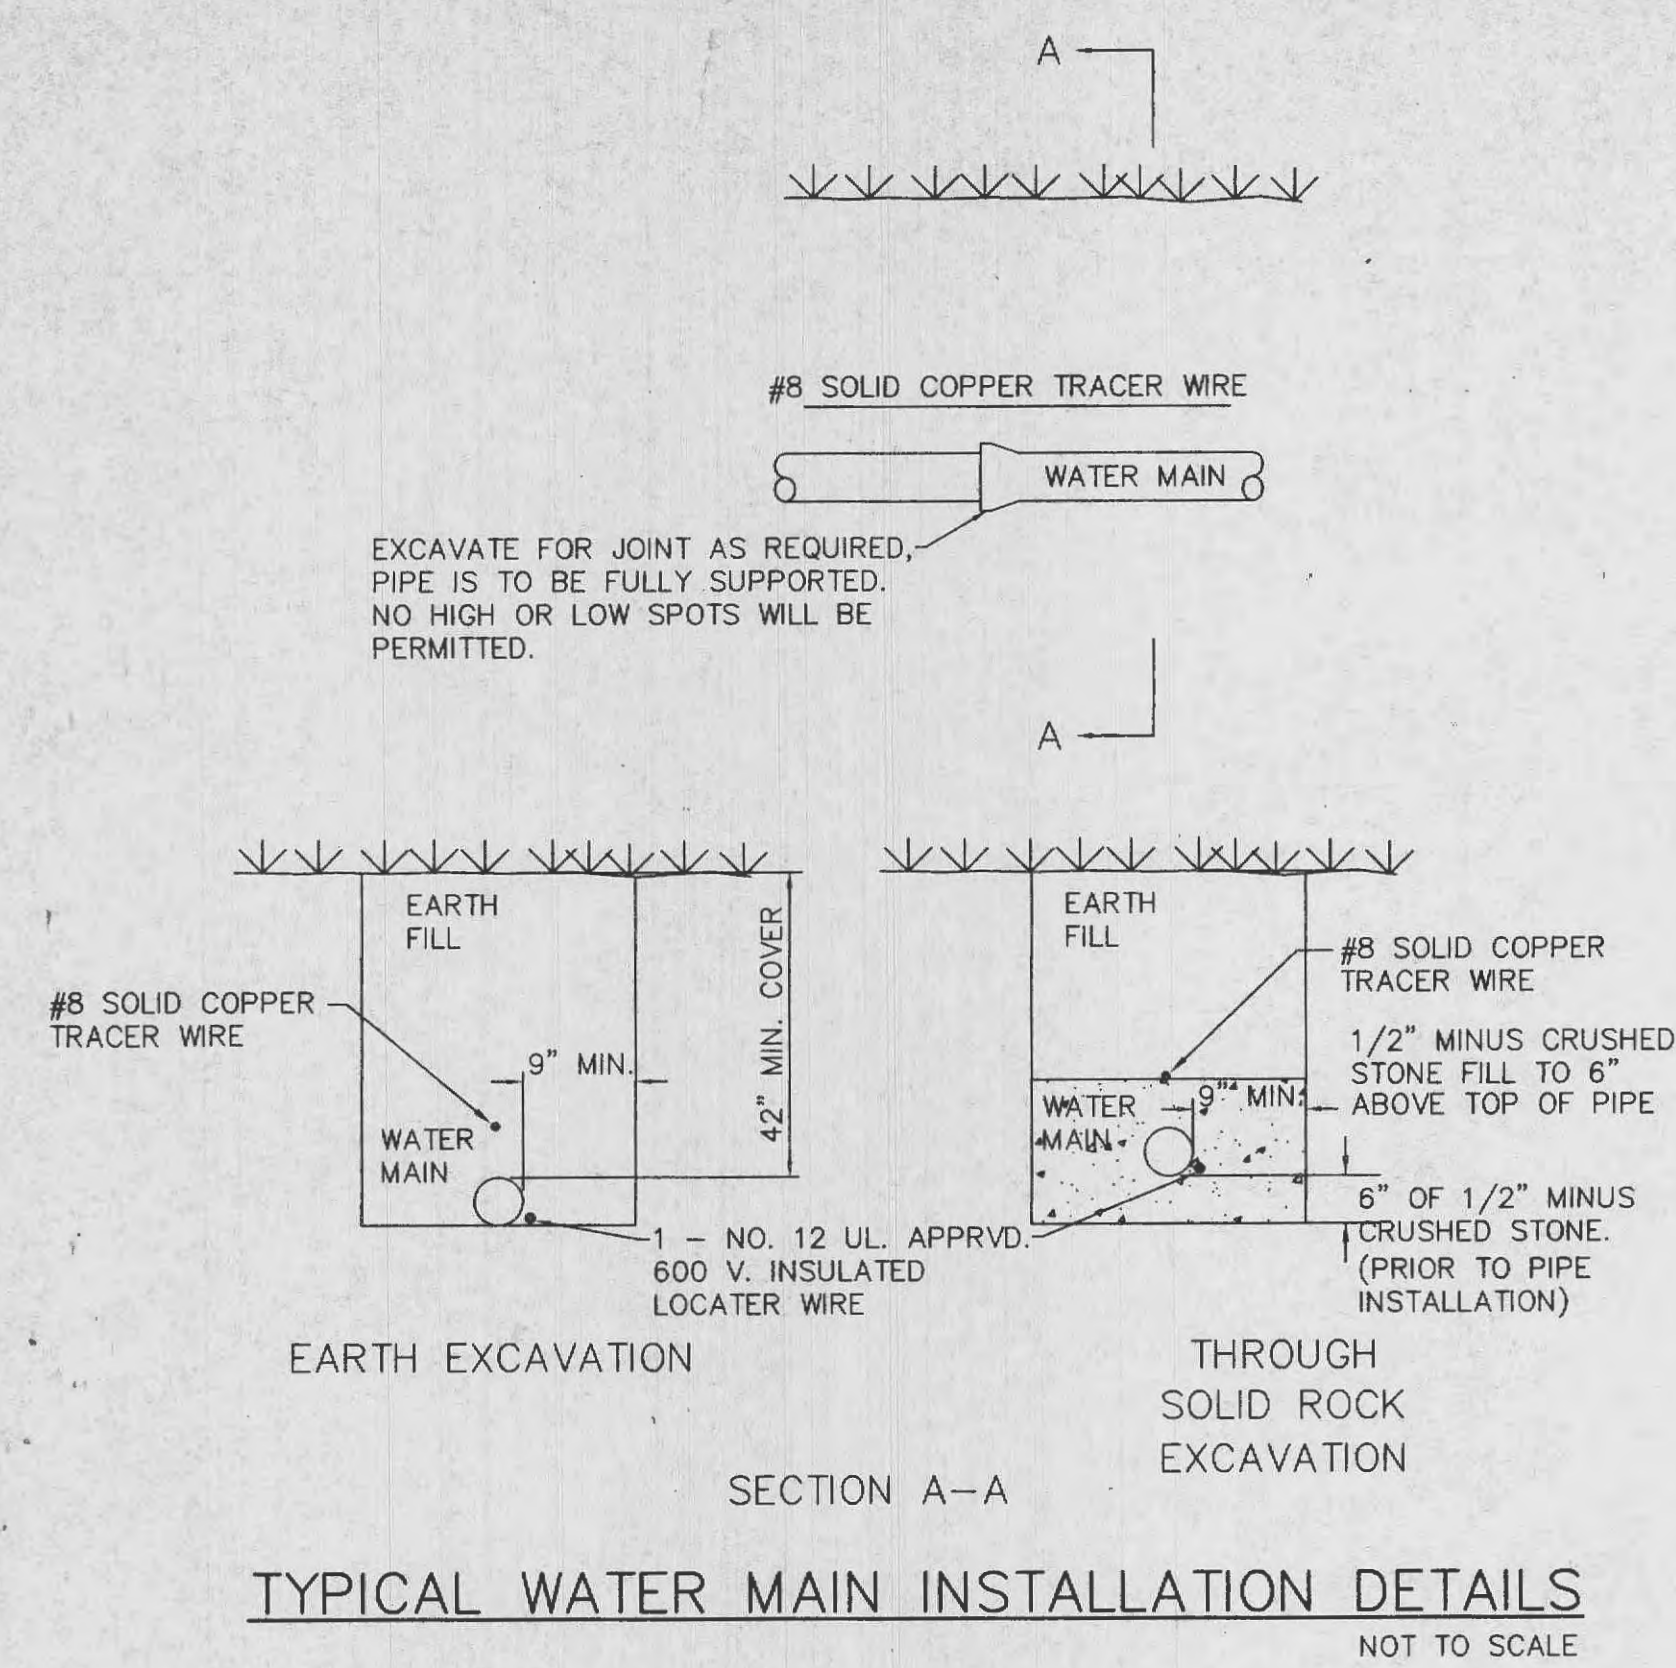 A
#8 SOLID COPPER TRACER WIRE
WATER MAIN
EXCAVATE FOR JOINT AS REQUIRED,
PIPE IS TO BE FULLY SUPPORTED.
NO HIGH OR LOW SPOTS WILL BE
PERMITTED.
A
EARTH
FILL
#8 SOLID COPPER
TRACER WIRE
9" MIN.
42" MIN. COVER
WATER
MAIN
1 - NO. 12 UL. APPRVD.
600 V. INSULATED
LOCATER WIRE
EARTH EXCAVATION
EARTH
FILL
#8 SOLID COPPER
TRACER WIRE
1/2" MINUS CRUSHED
STONE FILL TO 6"
ABOVE TOP OF PIPE
WATER
MAIN
9" MIN.
6" OF 1/2" MINUS
CRUSHED STONE.
(PRIOR TO PIPE
INSTALLATION)
THROUGH
SOLID ROCK
EXCAVATION
SECTION A-A
TYPICAL WATER MAIN INSTALLATION DETAILS
NOT TO SCALE